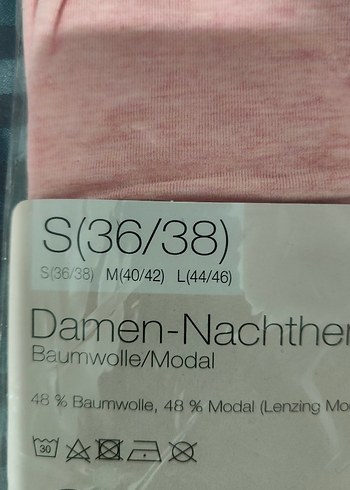 S(36/38)
S(36/38) M(40/42) L(44/46)
Damen-Nachthe
Baumwolle/Modal
48 % Baumwolle, 48 % Modal (Lenzing Mo
30